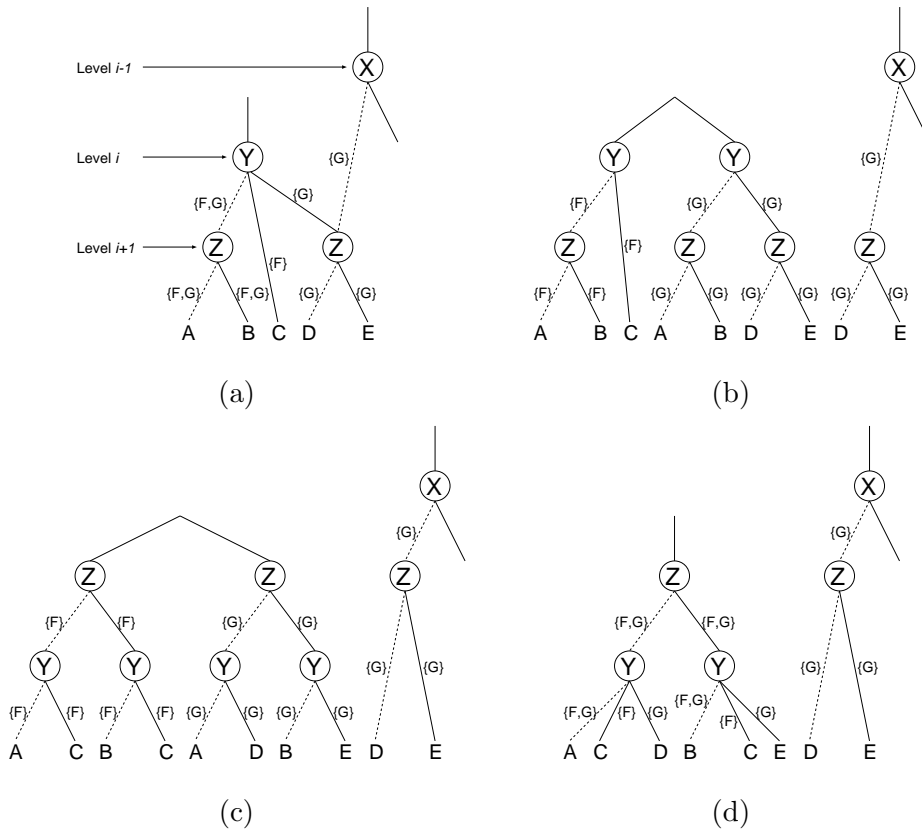 Level i-1
X
X
Level i
Y
{G}
Y
Y
{G}
{F,G}
{G}
{F}
{G}
{G}
Level i+1
Z
Z
{F}
Z
{F}
Z
Z
Z
{F,G}
{F,G}
{G}
{G}
{F}
{F}
{G}
{G}
{G}
{G}
{G}
{G}
A B C D E
A B C A B D E D E
(a)
(b)
X
X
{G}
{G}
Z
Z
Z
Z
Z
{F}
{F}
{G}
{G}
{F,G}
{F,G}
Y
Y
Y
Y
{G}
{G}
Y
Y
{G}
{G}
{F}
{F}
{F}
{F}
{G}
{G}
{G}
{G}
{F,G}
{F}
{G}
{F,G}
{F}
{G}
A C B C A D B E D E
A C D B C E D E
(c)
(d)